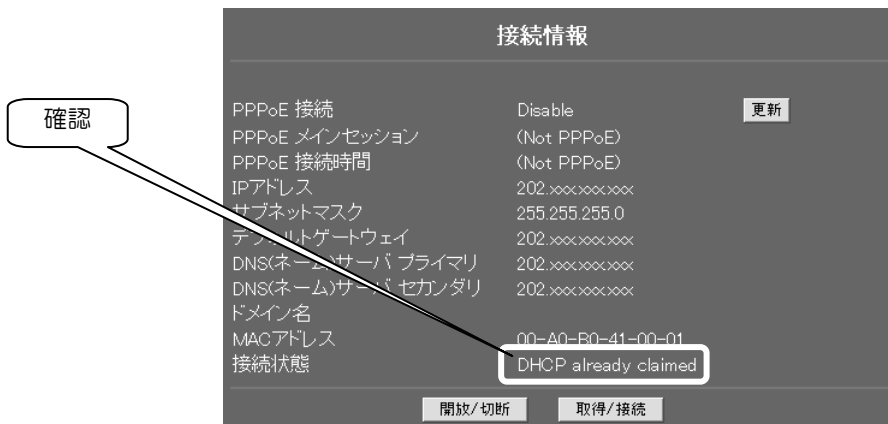 接続情報
確認
PPPoE 接続 Disable 更新
PPPoE メインセッション (Not PPPoE)
PPPoE 接続時間 (Not PPPoE)
IPアドレス 202.xxx.xxx.xxx
サブネットマスク 255.255.255.0
デフォルトゲートウェイ 202.xxx.xxx.xxx
DNS(ネーム)サーバ プライマリ 202.xxx.xxx.xxx
DNS(ネーム)サーバ セカンダリ 202.xxx.xxx.xxx
ドメイン名
MACアドレス 00-A0-B0-41-00-01
接続状態 DHCP already claimed
開放/切断 取得/接続